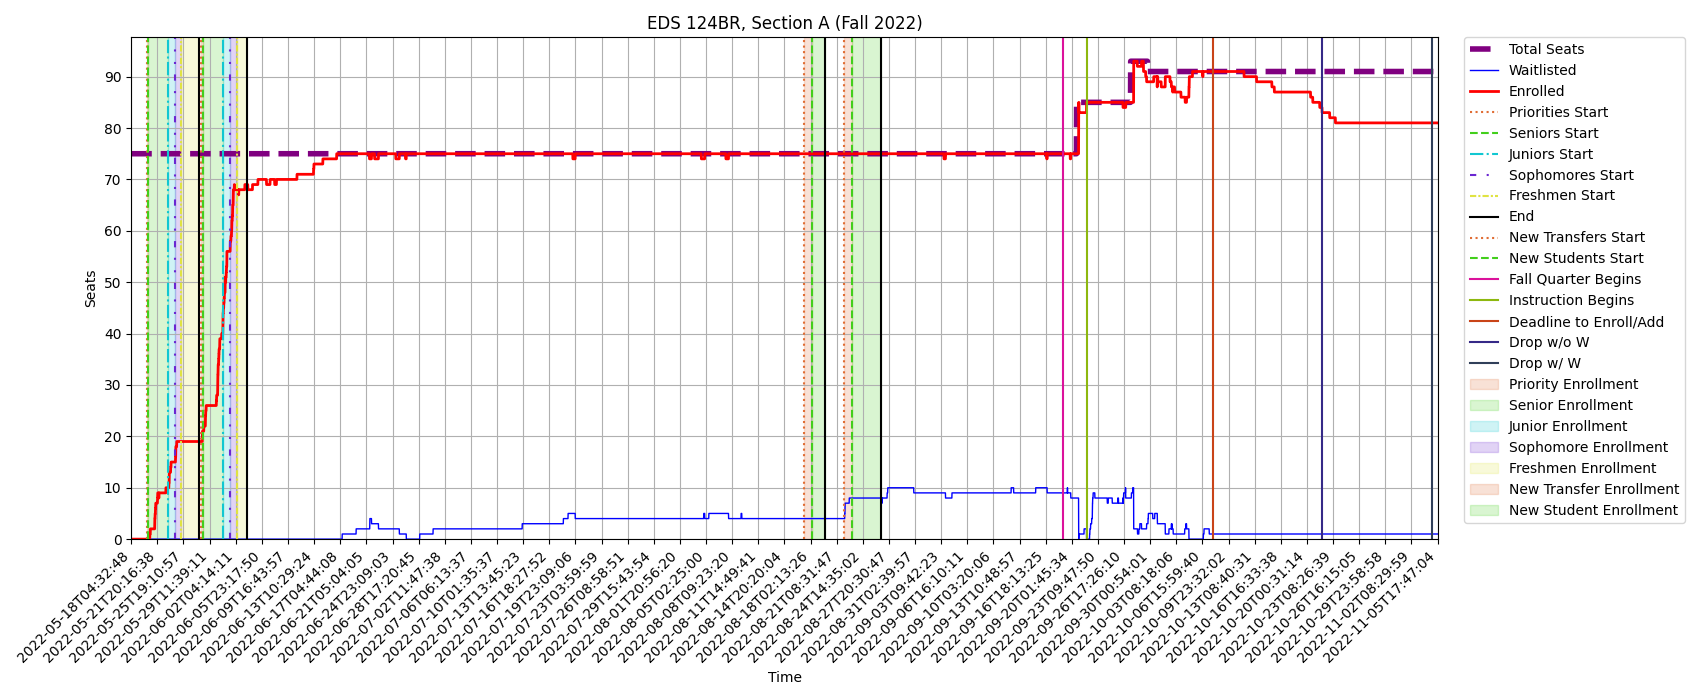 EDS 124BR, Section A (Fall 2022)
Seats
90
80
70
60
50
40
30
20
10
0
2022-05-18T04:32:48
2022-05-21T20:16:38
2022-05-25T19:10:57
2022-05-29T11:39:11
2022-06-02T04:14:11
2022-06-05T23:17:50
2022-06-09T16:43:57
2022-06-13T10:29:24
2022-06-17T04:44:08
2022-06-21T05:04:05
2022-06-24T23:09:03
2022-06-28T17:20:45
2022-07-02T11:47:38
2022-07-06T06:13:37
2022-07-10T01:35:37
2022-07-13T13:45:23
2022-07-16T18:27:52
2022-07-19T23:09:06
2022-07-23T03:59:59
2022-07-26T08:58:51
2022-07-29T15:43:54
2022-08-01T20:56:20
2022-08-05T02:25:00
2022-08-08T09:23:20
2022-08-11T14:49:41
2022-08-14T20:20:04
2022-08-18T02:13:26
2022-08-21T08:31:47
2022-08-24T14:35:02
2022-08-27T20:30:47
2022-08-31T02:39:57
2022-09-03T09:42:23
2022-09-06T16:10:11
2022-09-10T03:20:06
2022-09-13T10:48:57
2022-09-16T18:13:25
2022-09-20T01:45:34
2022-09-23T09:47:50
2022-09-26T17:26:10
2022-09-30T00:54:01
2022-10-03T08:18:06
2022-10-06T15:59:40
2022-10-09T23:32:02
2022-10-13T08:40:31
2022-10-16T16:33:38
2022-10-20T00:31:14
2022-10-23T08:26:39
2022-10-26T16:15:05
2022-10-29T23:58:58
2022-11-02T08:29:59
2022-11-05T17:47:04
Time
Total Seats
Waitlisted
Enrolled
Priorities Start
Seniors Start
Juniors Start
Sophomores Start
Freshmen Start
End
New Transfers Start
New Students Start
Fall Quarter Begins
Instruction Begins
Deadline to Enroll/Add
Drop w/o W
Drop w/ W
Priority Enrollment
Senior Enrollment
Junior Enrollment
Sophomore Enrollment
Freshmen Enrollment
New Transfer Enrollment
New Student Enrollment